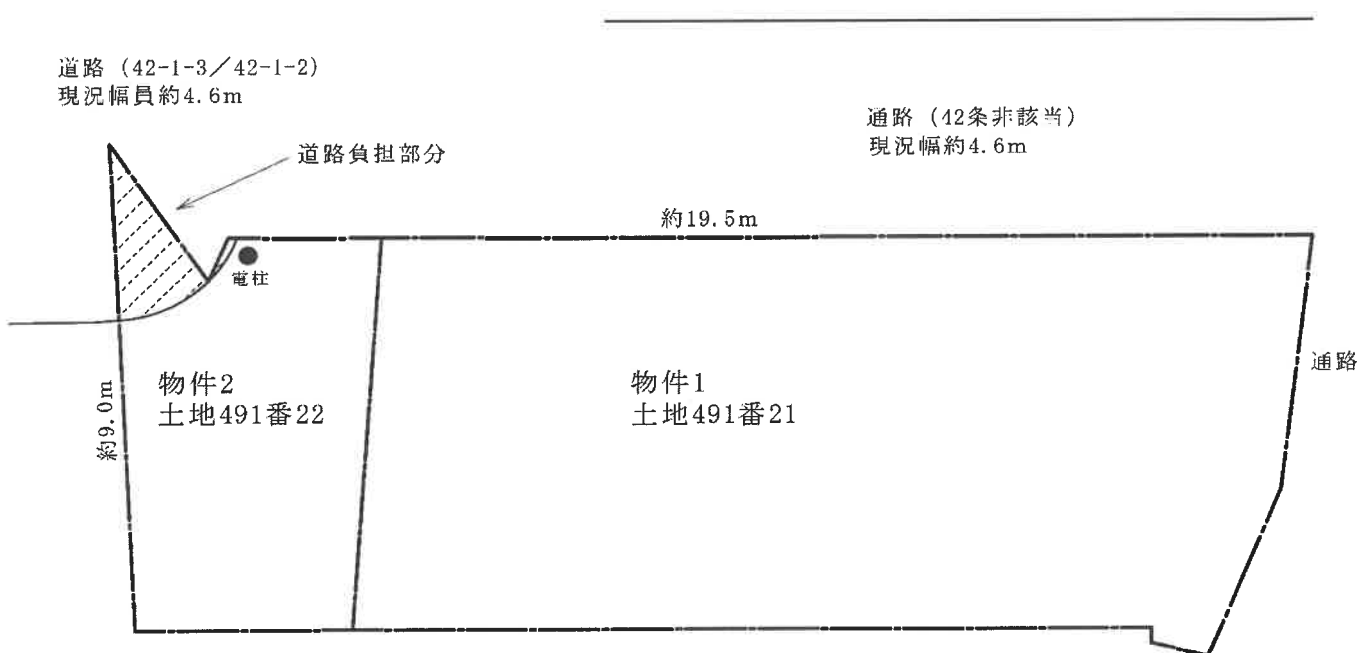 道路（42-1-3／42-1-2）
現況幅員約4.6m
通路（42条非該当）
現況幅約4.6m
道路負担部分
約19.5m
電柱
通路
物件2
土地491番22
物件1
土地491番21
約9.0m